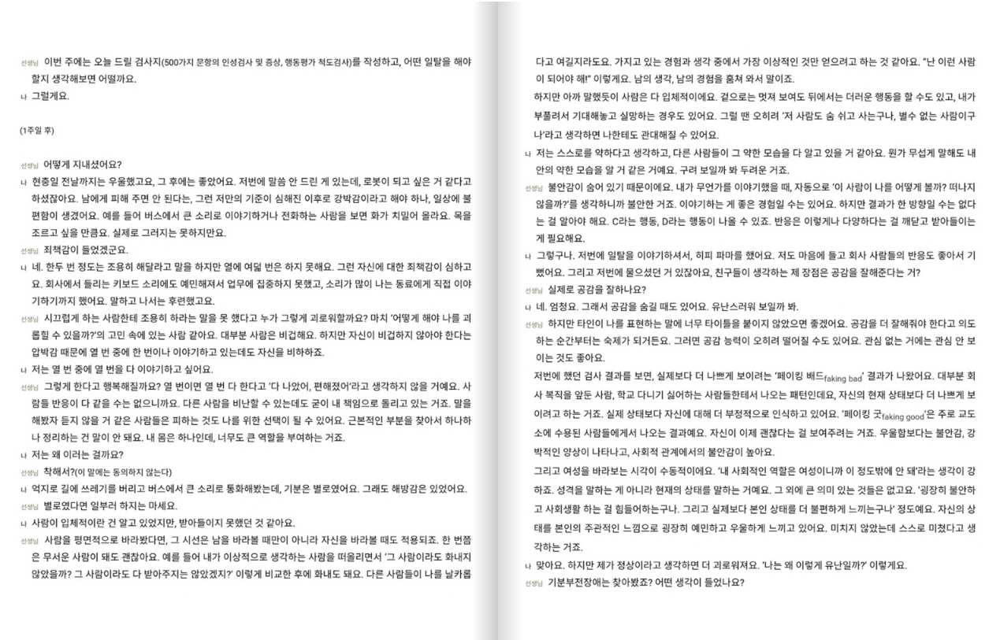 선생님 이번 주에는 오늘 드릴 검사지(500가지 문항의 인성검사 및 증상, 행동평가 척도검사)를 작성하고, 어떤 일탈을 해야
할지 생각해보면 어떨까요.
나 그럴게요.
(1주일 후)
선생님 어떻게 지내셨어요?
나 현충일 전날까지는 우울했고요, 그 후에는 좋았어요. 저번에 말씀 안 드린 게 있는데, 로봇이 되고 싶은 거 같다고
하셨잖아요. 남에게 피해 주면 안 된다는, 그런 저만의 기준이 심해진 이후로 강박감이라고 해야 하나, 일상에 불
편함이 생겼어요. 예를 들어 버스에서 큰 소리로 이야기하거나 전화하는 사람을 보면 화가 치밀어 올라요. 목을
조르고 싶을 만큼요. 실제로 그러지는 못하지만요.
선생님 죄책감이 들었겠군요.
나 네. 한두 번 정도는 조용히 해달라고 말을 하지만 열에 여덟 번은 하지 못해요. 그런 자신에 대한 죄책감이 심하고
요. 회사에서 들리는 키보드 소리에도 예민해져서 업무에 집중하지 못했고, 소리가 많이 나는 동료에게 직접 이야
기하기까지 했어요. 말하고 나서는 후련했고요.
선생님 시끄럽게 하는 사람한테 조용히 하라는 말을 못 했다고 누가 그렇게 괴로워할까요? 마치 '어떻게 해야 나를 괴
롭힐 수 있을까?'의 고민 속에 있는 사람 같아요. 대부분 사람은 비겁해요. 하지만 자신이 비겁하지 않아야 한다는
압박감 때문에 열 번 중에 한 번이나 이야기하고 있는데도 자신을 비하하죠.
나 저는 열 번 중에 열 번을 다 이야기하고 싶어요.
선생님 그렇게 한다고 행복해질까요? 열 번이면 열 번 다 한다고 '다 나았어, 편해졌어'라고 생각하지 않을 거예요. 사
람들 반응이 다 같을 수는 없으니까요. 다른 사람을 비난할 수 있는데도 굳이 내 책임으로 돌리고 있는 거죠. 말을
해봤자 듣지 않을 거 같은 사람들은 피하는 것도 나를 위한 선택이 될 수 있어요. 근본적인 부분을 찾아서 하나하
나 정리하는 건 말이 안 돼요. 내 몸은 하나인데, 너무도 큰 역할을 부여하는 거죠.
나 저는 왜 이러는 걸까요?
선생님 착해서?(이 말에는 동의하지 않는다)
나 억지로 길에 쓰레기를 버리고 버스에서 큰 소리로 통화해봤는데, 기분은 별로였어요. 그래도 해방감은 있었어요.
선생님 별로였다면 일부러 하지는 마세요.
나 사람이 입체적이란 건 알고 있었지만, 받아들이지 못했던 것 같아요.
선생님 사람을 평면적으로 바라봤다면, 그 시선은 남을 바라볼 때만이 아니라 자신을 바라볼 때도 적용되죠. 한 번쯤
은 무서운 사람이 돼도 괜찮아요. 예를 들어 내가 이상적으로 생각하는 사람을 떠올리면서 '그 사람이라도 화내지
않았을까? 그 사람이라도 다 받아주지는 않았겠지?' 이렇게 비교한 후에 화내도 돼요. 다른 사람들이 나를 날카롭
다고 여길지라도요. 가지고 있는 경험과 생각 중에서 가장 이상적인 것만 얻으려고 하는 것 같아요. "난 이런 사람
이 되어야 해!" 이렇게요. 남의 생각, 남의 경험을 훔쳐 와서 말이죠.
하지만 아까 말했듯이 사람은 다 입체적이에요. 겉으로는 멋져 보여도 뒤에서는 더러운 행동을 할 수도 있고, 내가
부풀려서 기대해놓고 실망하는 경우도 있어요. 그럴 땐 오히려 '저 사람도 숨 쉬고 사는구나, 별수 없는 사람이구
나'라고 생각하면 나한테도 관대해질 수 있어요.
나 저는 스스로를 약하다고 생각하고, 다른 사람들이 그 약한 모습을 다 알고 있을 거 같아요. 뭔가 무섭게 말해도 내
안의 약한 모습을 알 거 같은 거예요. 구려 보일까 봐 두려운 거죠.
선생님 불안감이 숨어 있기 때문이에요. 내가 무언가를 이야기했을 때, 자동으로 '이 사람이 나를 어떻게 볼까? 떠나지
않을까?'를 생각하니까 불안한 거죠. 이야기하는 게 좋은 경험일 수는 있어요. 하지만 결과가 한 방향일 수는 없다
는 걸 알아야 해요. C라는 행동, D라는 행동이 나올 수 있죠. 반응은 이렇게나 다양하다는 걸 깨닫고 받아들이는
게 필요해요.
나 그렇구나. 저번에 일탈을 이야기하셔서, 히피 파마를 했어요. 저도 마음에 들고 회사 사람들의 반응도 좋아서 기
뻤어요. 그리고 저번에 물으셨던 거 있잖아요, 친구들이 생각하는 제 장점은 공감을 잘해준다는 거?
선생님 실제로 공감을 잘하나요?
나 네. 엄청요. 그래서 공감을 숨길 때도 있어요. 유난스러워 보일까 봐.
선생님 하지만 타인이 나를 표현하는 말에 너무 타이틀을 붙이지 않았으면 좋겠어요. 공감을 더 잘해줘야 한다고 의도
하는 순간부터는 숙제가 되거든요. 그러면 공감 능력이 오히려 떨어질 수도 있어요. 관심 없는 거에는 관심 안 보
이는 것도 좋아요.
저번에 했던 검사 결과를 보면, 실제보다 더 나쁘게 보이려는 '페이킹 배드faking bad' 결과가 나왔어요. 대부분 회
사 복직을 앞둔 사람, 학교 다니기 싫어하는 사람들한테서 나오는 패턴인데요, 자신의 현재 상태보다 더 나쁘게 보
이려고 하는 거죠. 실제 상태보다 자신에 대해 더 부정적으로 인식하고 있어요. '페이킹 굿faking good'은 주로 교도
소에 수용된 사람들에게서 나오는 결과예요. 자신이 이제 괜찮다는 걸 보여주려는 거죠. 우울함보다는 불안감, 강
박적인 양상이 나타나고, 사회적 관계에서의 불안감이 높아요.
그리고 여성을 바라보는 시각이 수동적이에요. '내 사회적인 역할은 여성이니까 이 정도밖에 안 돼'라는 생각이 강
하죠. 성격을 말하는 게 아니라 현재의 상태를 말하는 거예요. 그 외에 큰 의미 있는 것들은 없고요. '굉장히 불안하
고 사회생활 하는 걸 힘들어하는구나. 그리고 실제보다 본인 상태를 더 불편하게 느끼는구나' 정도예요. 자신의 상
태를 본인의 주관적인 느낌으로 굉장히 예민하고 우울하게 느끼고 있어요. 미치지 않았는데 스스로 미쳤다고 생
각하는 거죠.
나 맞아요. 하지만 제가 정상이라고 생각하면 더 괴로워져요. '나는 왜 이렇게 유난일까?' 이렇게요.
선생님 기분부전장애는 찾아봤죠? 어떤 생각이 들었나요?